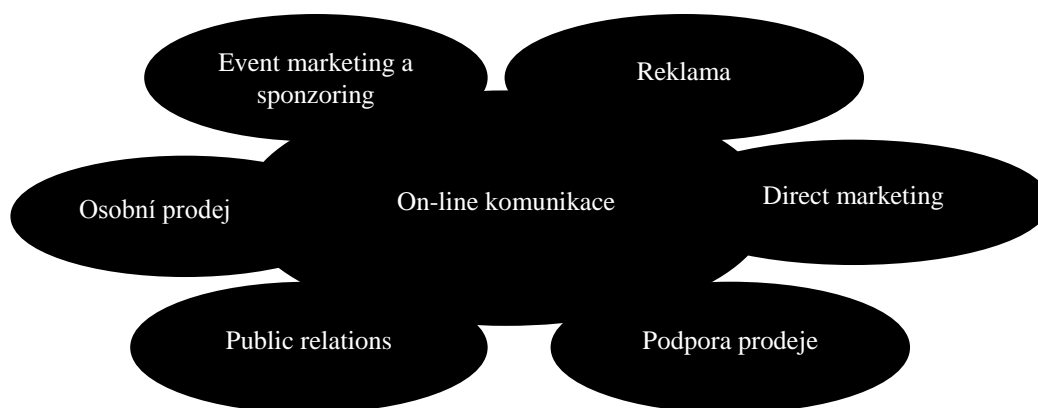 Event marketing a
sponzoring
Reklama
Osobní prodej
On-line komunikace
Direct marketing
Public relations
Podpora prodeje